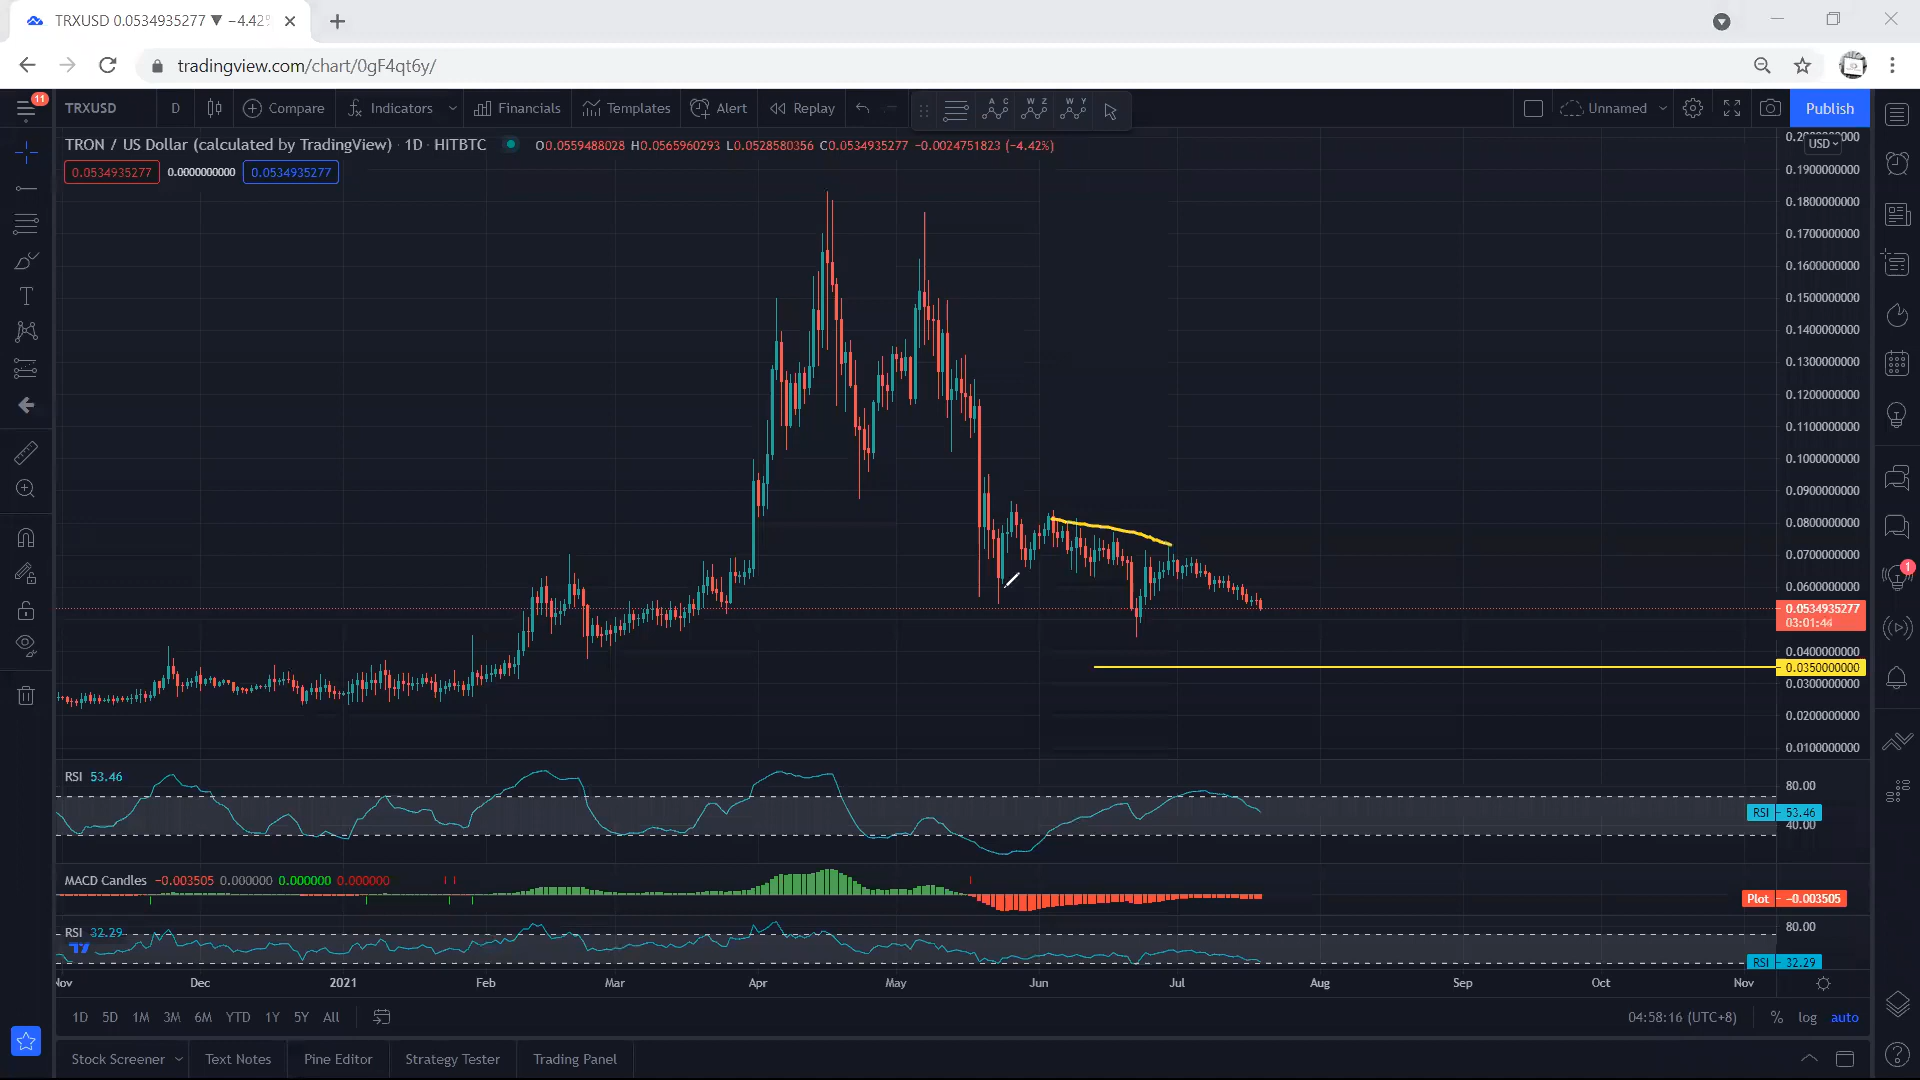 TRXUSD 0.0534935277 ▼ −4.42%
tradingview.com/chart/0gF4qt6y/
11
TRXUSD D Compare Indicators Financials Templates Alert Replay A C W Z W Y Unnamed Publish
TRON / US Dollar (calculated by TradingView) · 1D · HITBTC O0.0559488028 H0.0565960293 L0.0528580356 C0.0534935277 −0.0024751823 (−4.42%)
0.0534935277 0.0000000000 0.0534935277
USD
0.1900000000
0.1800000000
0.1700000000
0.1600000000
0.1500000000
0.1400000000
0.1300000000
0.1200000000
0.1100000000
0.1000000000
0.0900000000
0.0800000000
0.0700000000
0.0600000000
0.0534935277
03:01:44
0.0400000000
0.0350000000
0.0300000000
0.0200000000
0.0100000000
1
RSI 53.46
80.00
RSI 53.46
40.00
MACD Candles −0.003505 0.000000 0.000000 0.000000
Plot −0.003505
RSI 32.29
80.00
RSI 32.29
Nov Dec 2021 Feb Mar Apr May Jun Jul Aug Sep Oct Nov
1D 5D 1M 3M 6M YTD 1Y 5Y All 04:58:16 (UTC+8) % log auto
Stock Screener Text Notes Pine Editor Strategy Tester Trading Panel